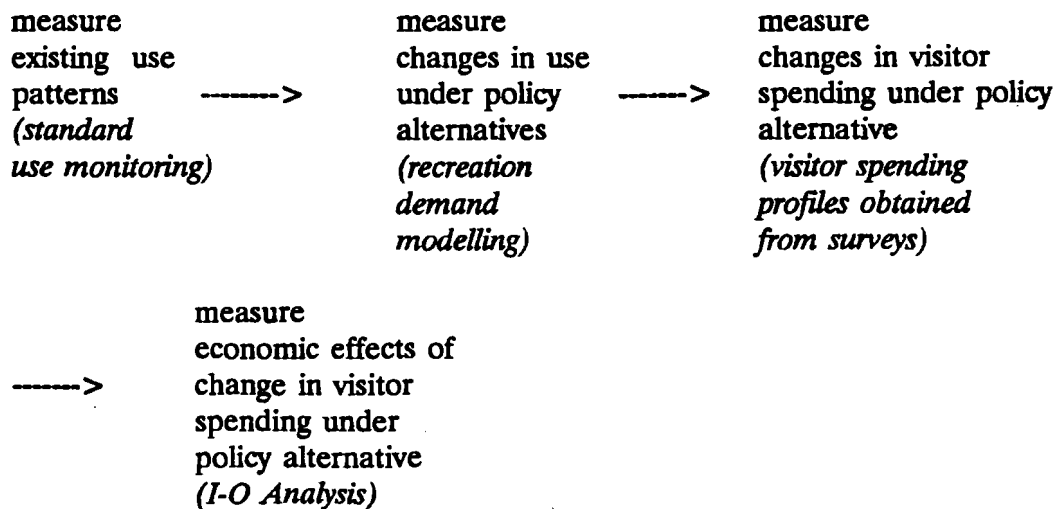 measure
existing use
patterns ------->
(standard
use monitoring)
measure
changes in use
under policy ------>
alternatives
(recreation
demand
modelling)
measure
changes in visitor
spending under policy
alternative
(visitor spending
profiles obtained
from surveys)
------->
measure
economic effects of
change in visitor
spending under
policy alternative
(I-O Analysis)